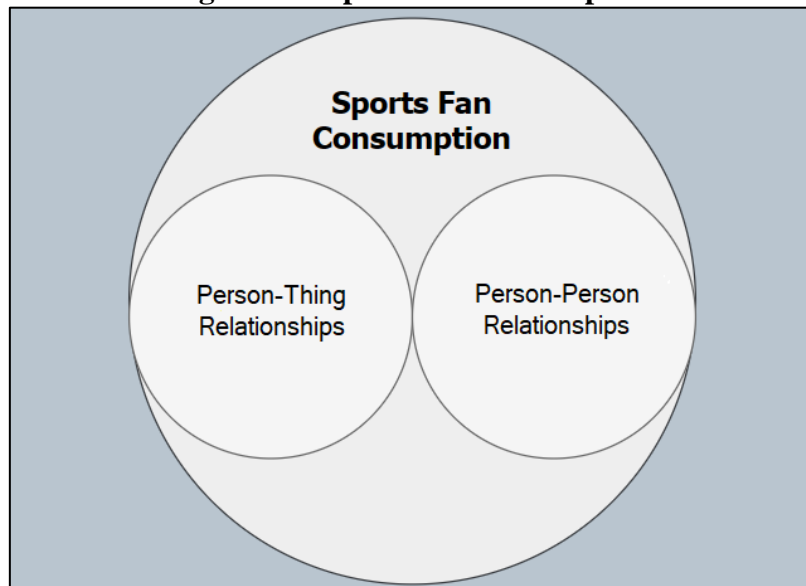 Sports Fan
Consumption
Person-Thing
Relationships
Person-Person
Relationships